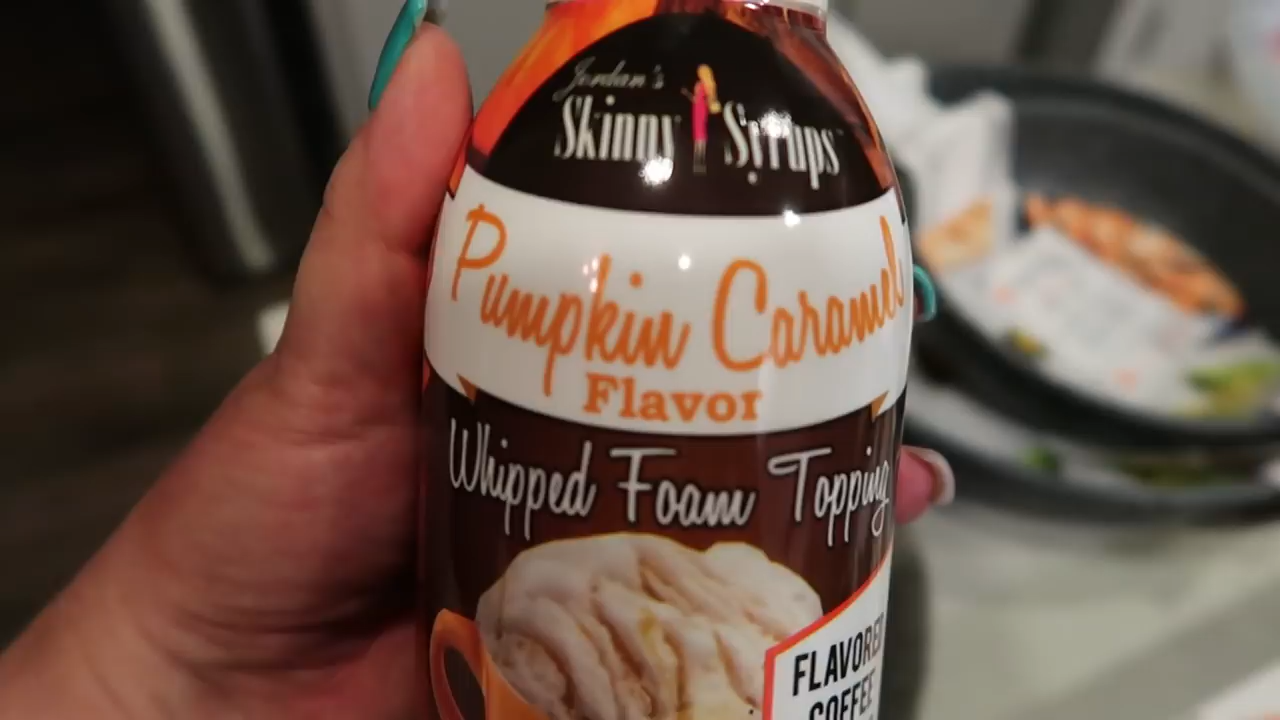 Jordan's
Skinny Syrups
Pumpkin Caramel
Flavor
Whipped Foam Topping
FLAVORED
COFFEE